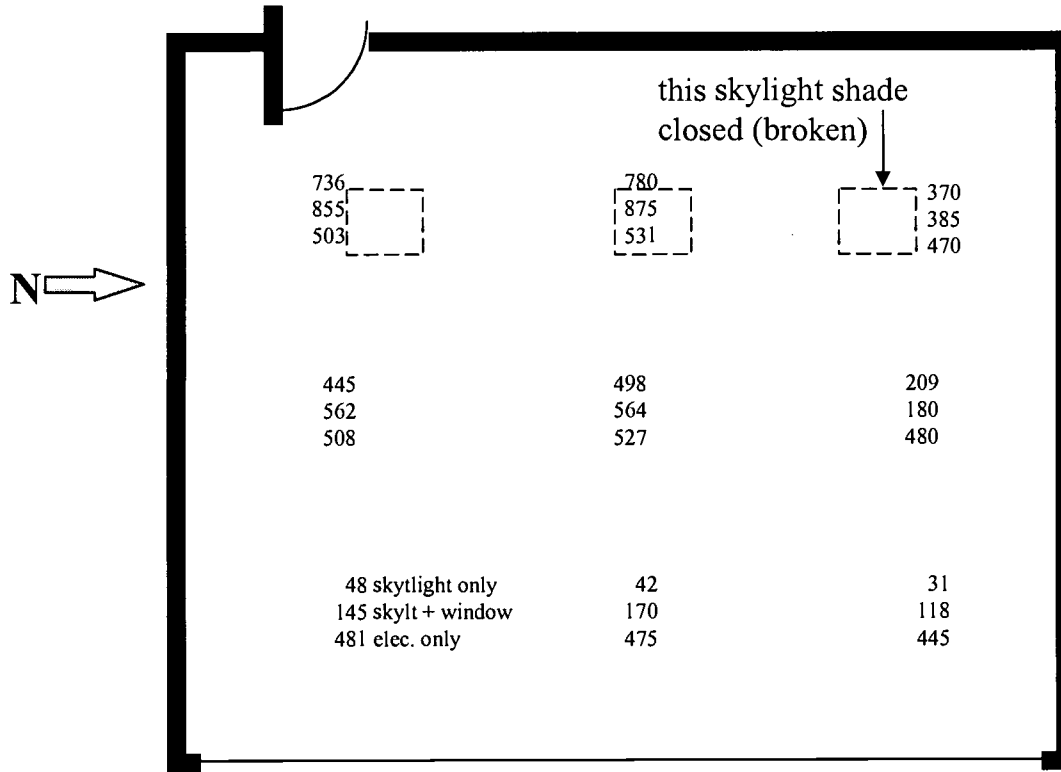 this skylight shade
closed (broken)
736 780 370
855 875 385
503 531 470
N
445 498 209
562 564 180
508 527 480
48 skytlight only 42 31
145 skylt + window 170 118
481 elec. only 475 445